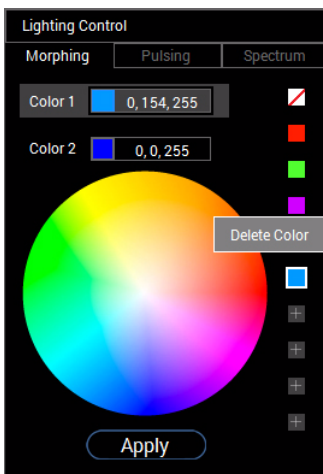 Lighting Control
Morphing Pulsing Spectrum
Color 1 0, 154, 255
Color 2 0, 0, 255
Delete Color
Apply